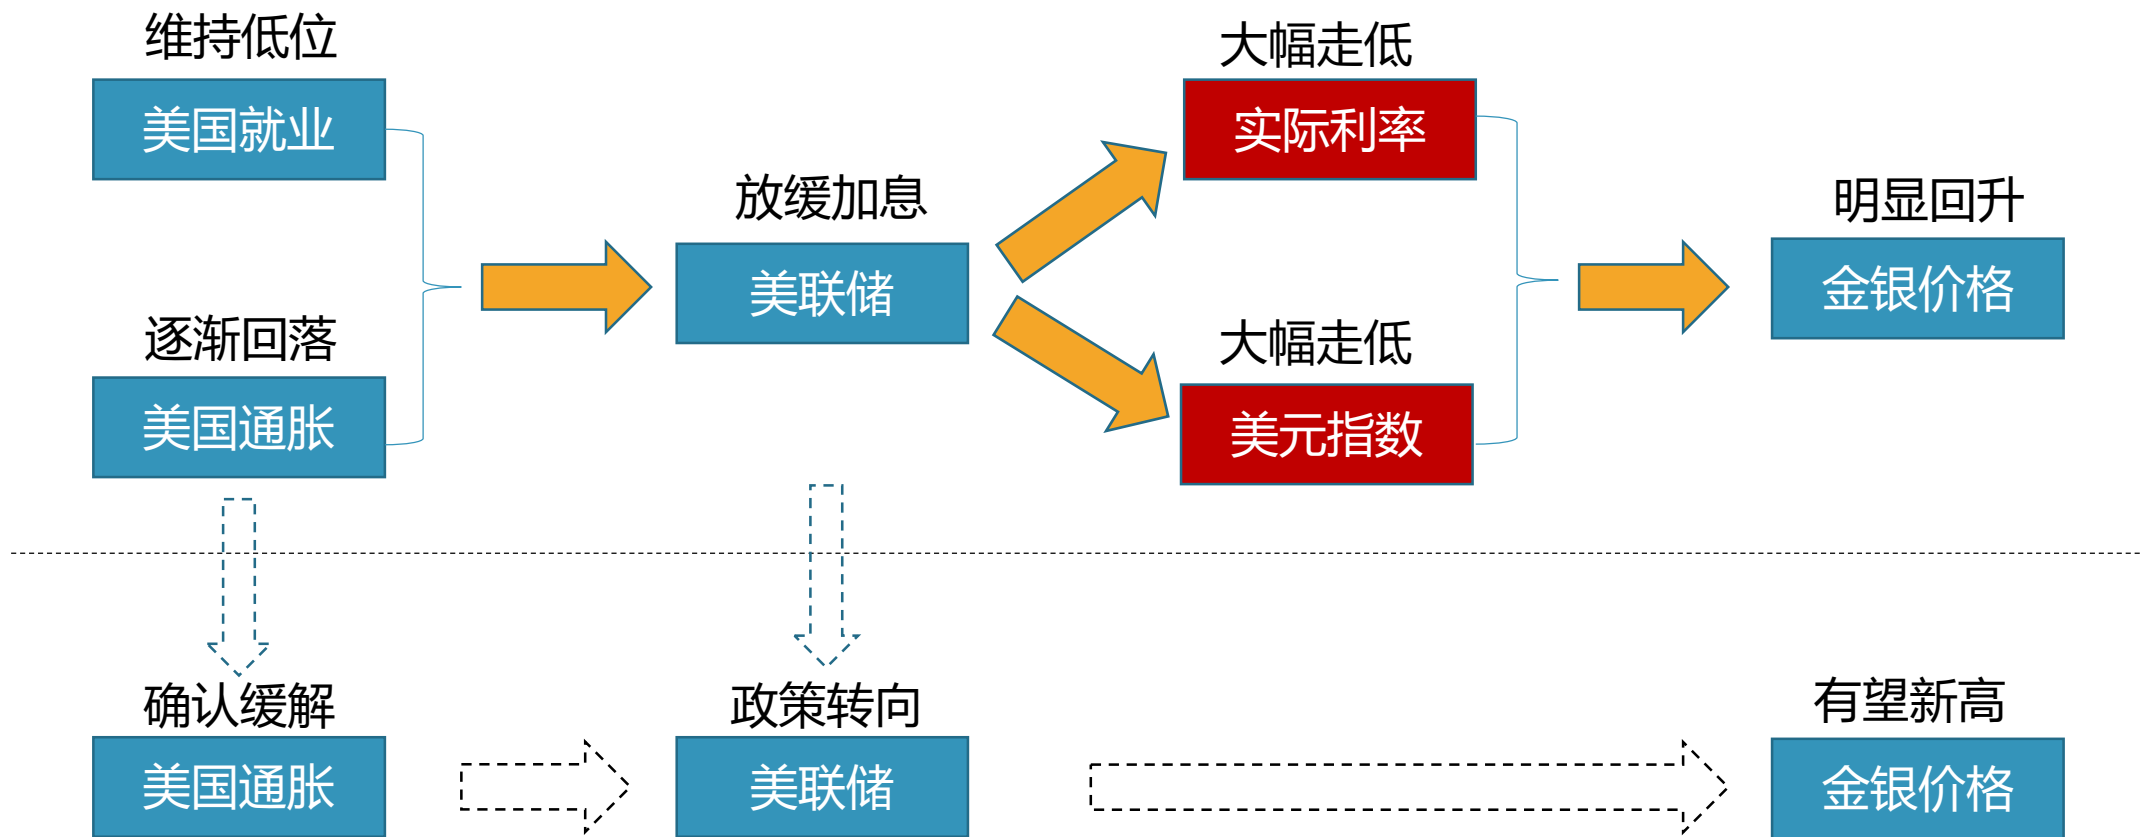 维持低位
美国就业
逐渐回落
美国通胀
放缓加息
美联储
大幅走低
实际利率
大幅走低
美元指数
明显回升
金银价格
确认缓解
美国通胀
政策转向
美联储
有望新高
金银价格